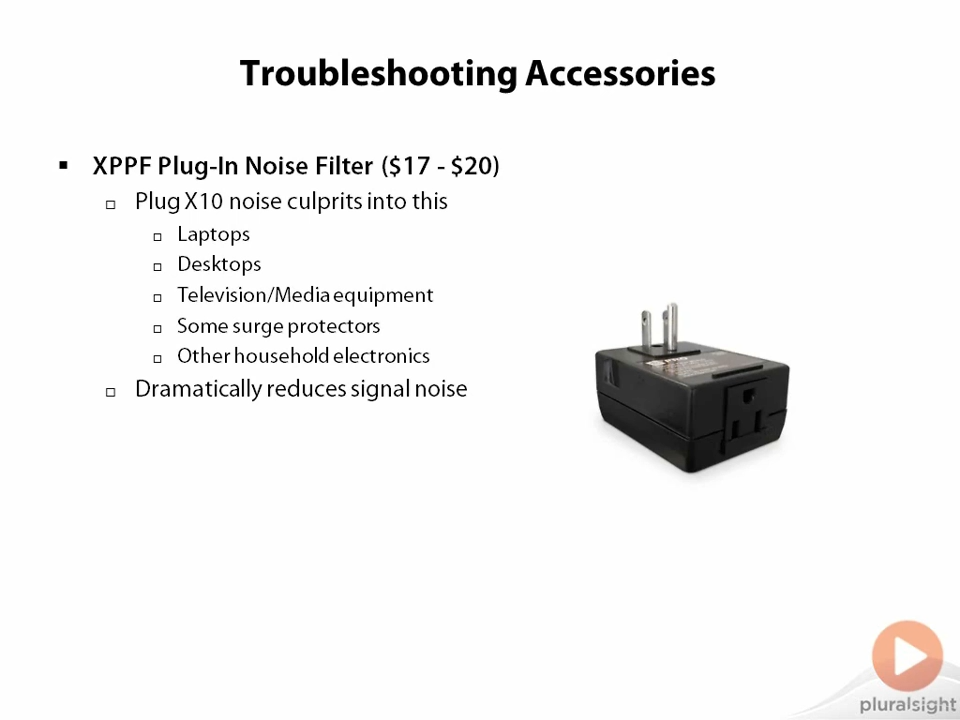 Troubleshooting Accessories
XPPF Plug-In Noise Filter ($17 - $20)
Plug X10 noise culprits into this
Laptops
Desktops
Television/Media equipment
Some surge protectors
Other household electronics
Dramatically reduces signal noise
PRO
pluralsight